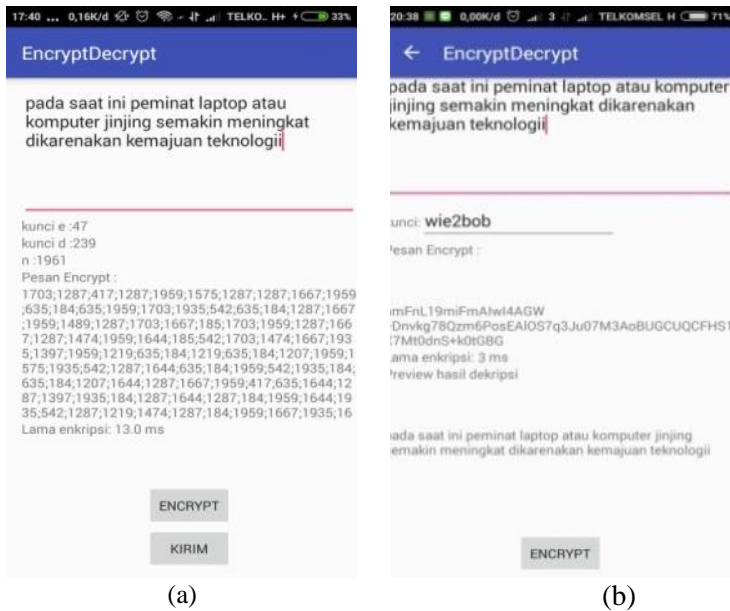 17:40 ... 0,16K/d TELKO.. H+ 33%
EncryptDecrypt
pada saat ini peminat laptop atau
komputer jinjing semakin meningkat
dikarenakan kemajuan teknologii
kunci e :47
kunci d :239
n :1961
Pesan Encrypt :
1703;1287;417;1287;1959;1575;1287;1287;1667;1959
;635;184;635;1959;1703;1935;542;635;184;1287;1667
;1959;1489;1287;1703;1667;185;1703;1959;1287;166
7;1287;1474;1959;1644;185;542;1703;1474;1667;193
5;1397;1959;1219;635;184;1219;635;184;1207;1959;1
575;1935;542;1287;1644;635;184;1959;542;1935;184;
635;184;1207;1644;1287;1667;1959;417;635;1644;12
87;1397;1935;184;1287;1644;1287;184;1959;1644;19
35;542;1287;1219;1474;1287;184;1959;1667;1935;16
Lama enkripsi: 13.0 ms
ENCRYPT
KIRIM
(a)
20:38 0,00K/d 3 TELKOMSEL H 71%
EncryptDecrypt
pada saat ini peminat laptop atau komputer
jinjing semakin meningkat dikarenakan
kemajuan teknologii
unci: wie2bob
Pesan Encrypt :
mFnL19miFmAlwI4AGW
Dnvkg78Qzm6PosEAIOS7q3Ju07M3AoBUGCUQCFHS1
7Mt0dnS+k0tGBG
ama enkripsi: 3 ms
Preview hasil dekripsi
ada saat ini peminat laptop atau komputer jinjing
emakin meningkat dikarenakan kemajuan teknologii
ENCRYPT
(b)